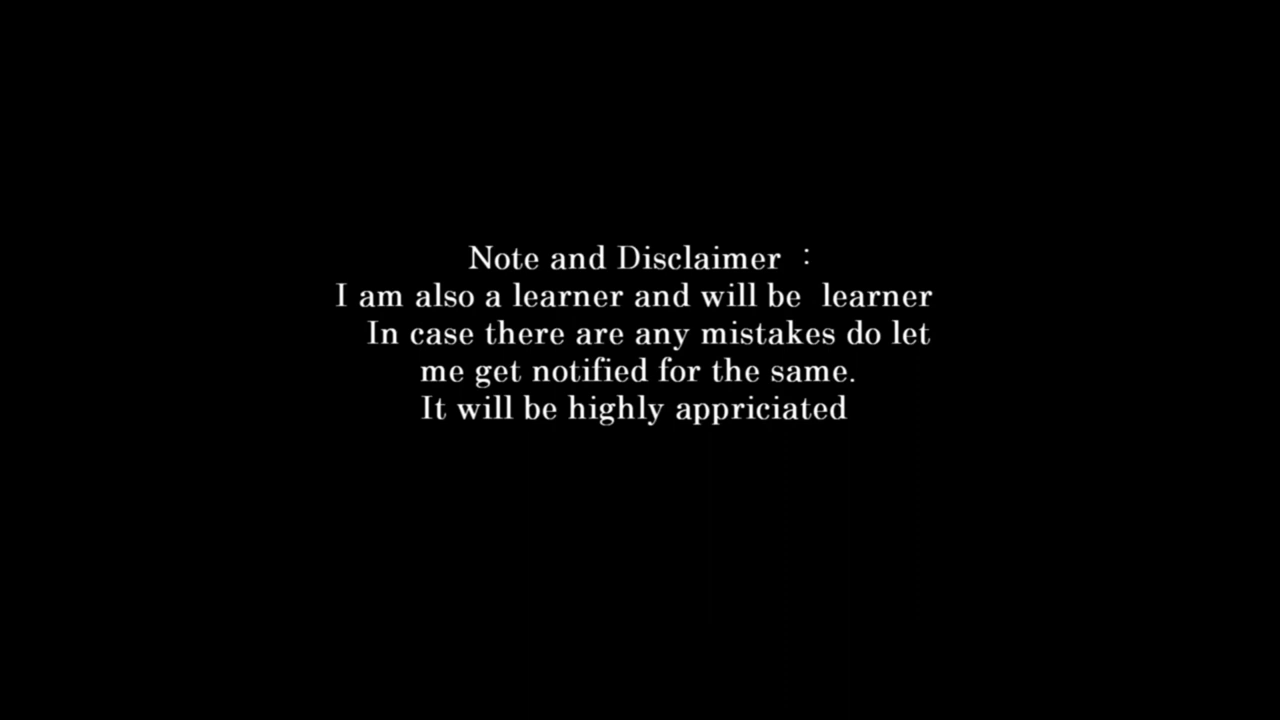 Note and Disclaimer :
I am also a learner and will be learner
In case there are any mistakes do let
me get notified for the same.
It will be highly appriciated